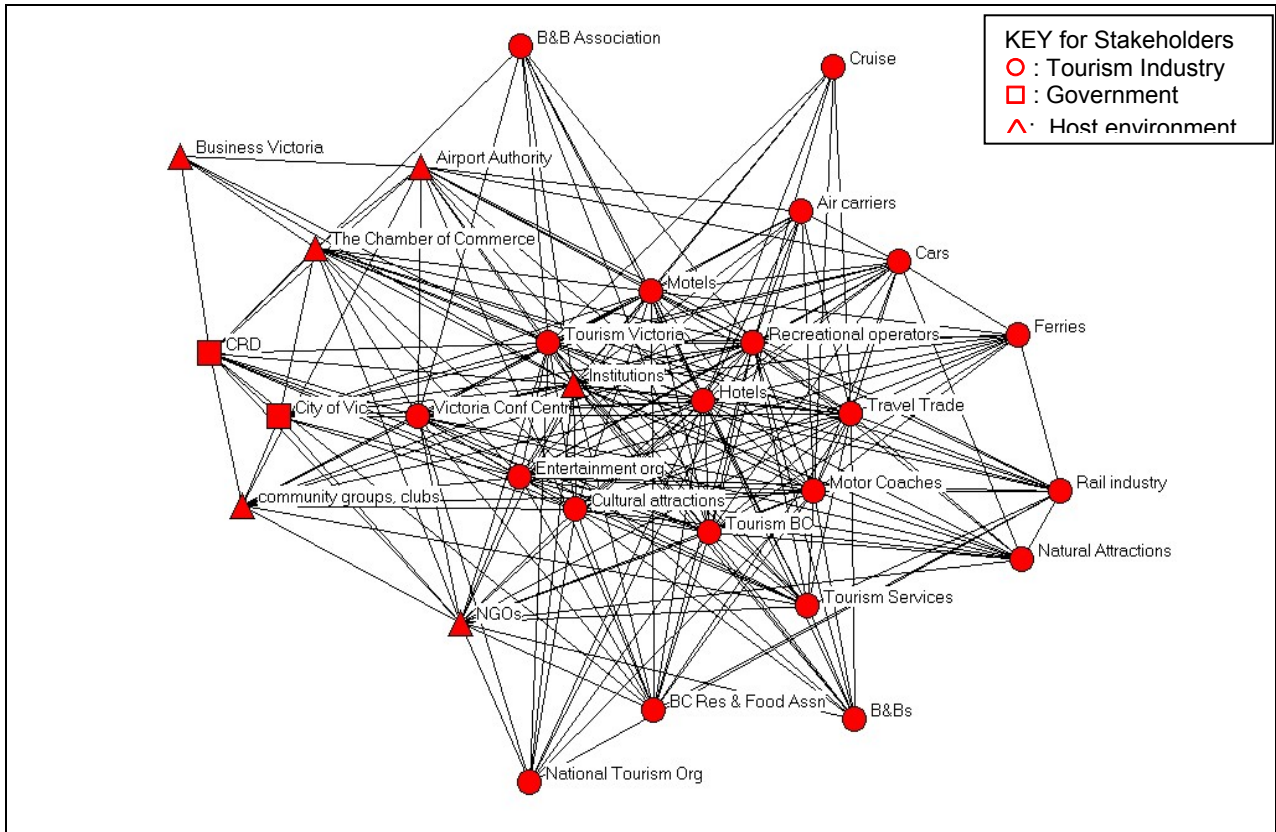 B&B Association
Cruise
KEY for Stakeholders
: Tourism Industry
: Government
: Host environment
Business Victoria
Airport Authority
Air carriers
The Chamber of Commerce
Cars
Motels
Ferries
CRD
Tourism Victoria
Recreational operators
Institutions
Hotels
City of Vic
Victoria Conf Centr
Travel Trade
Entertainment org
Motor Coaches
Rail industry
community groups, clubs
Cultural attractions
Tourism BC
Natural Attractions
Tourism Services
NGOs
BC Res & Food Assn
B&Bs
National Tourism Org